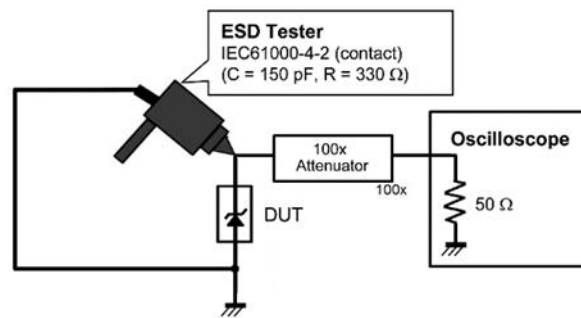 ESD Tester
IEC61000-4-2 (contact)
(C = 150 pF, R = 330 Ω)
100x
Attenuator
100x
Oscilloscope
50 Ω
DUT